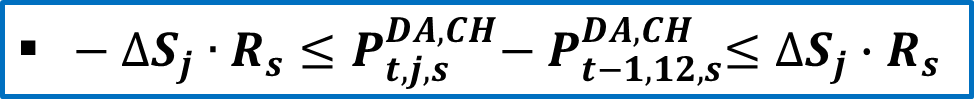 ▪ −ΔS_j · R_s ≤ P_{t,j,s}^{DA,CH} − P_{t−1,12,s}^{DA,CH} ≤ ΔS_j · R_s